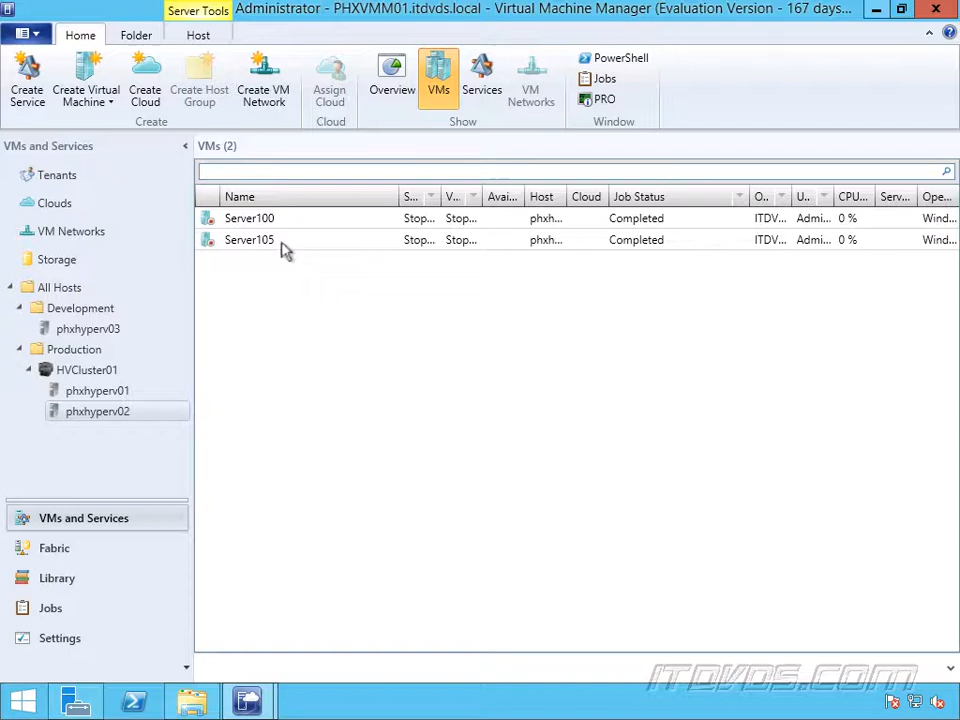 Server Tools
Administrator - PHXVMM01.itdvds.local - Virtual Machine Manager (Evaluation Version - 167 days...
Home Folder Host
Create Service
Create Virtual Machine
Create Cloud
Create Host Group
Create VM Network
Assign Cloud
Overview
VMs
Services
VM Networks
PowerShell
Jobs
PRO
Create Cloud Show Window
VMs and Services
VMs (2)
Tenants
Clouds
VM Networks
Storage
All Hosts
Development
phxhyperv03
Production
HVCluster01
phxhyperv01
phxhyperv02
Name S... V... Avai... Host Cloud Job Status O.. U.. CPU... Serv... Ope...
Server100 Stop... Stop... phxh... Completed ITDV... Admi... 0 % Wind...
Server105 Stop... Stop... phxh... Completed ITDV... Admi... 0 % Wind...
VMs and Services
Fabric
Library
Jobs
Settings
ITDVDS.COM